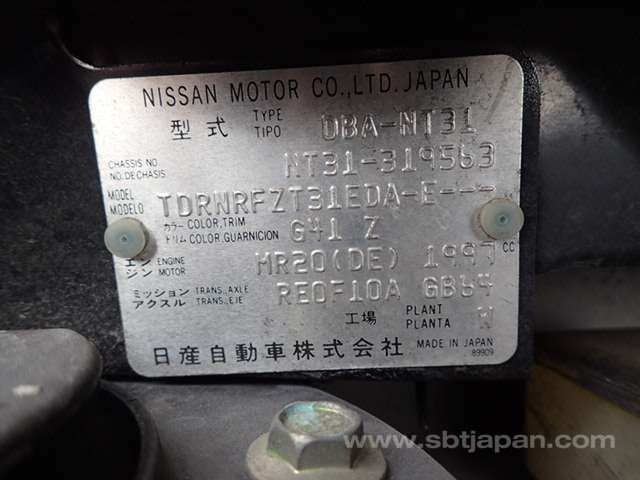 NISSAN MOTOR CO.,LTD.JAPAN
型式 TYPE TIPO DBA-NT31
CHASSIS NO NO.DECHASIS NT31-319563
MODEL MODELO TDRNRFZT31EDA-E---
カラー COLOR,TRIM トリム COLOR,GUARNICION G41 Z
エンジン ENGINE MOTOR MR20(DE) 1997 CC
ミッション TRANS.,AXLE アクスル TRANS.,EJE RE0F10A GB64
工場 PLANT PLANTA W
日産自動車株式会社 MADE IN JAPAN
89909
www.sbtjapan.com